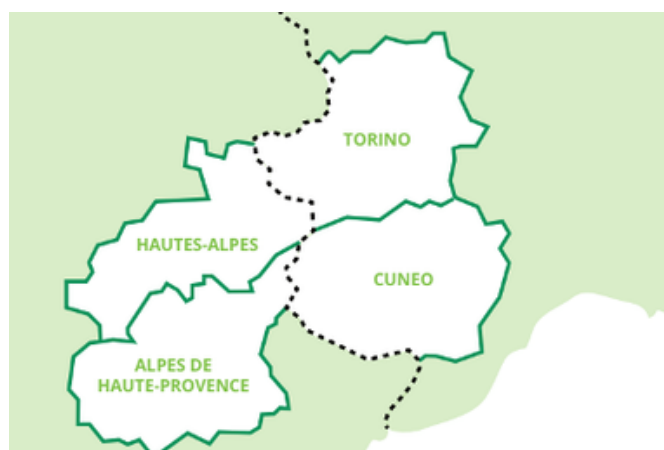 TORINO
HAUTES-ALPES
CUNEO
ALPES DE
HAUTE-PROVENCE